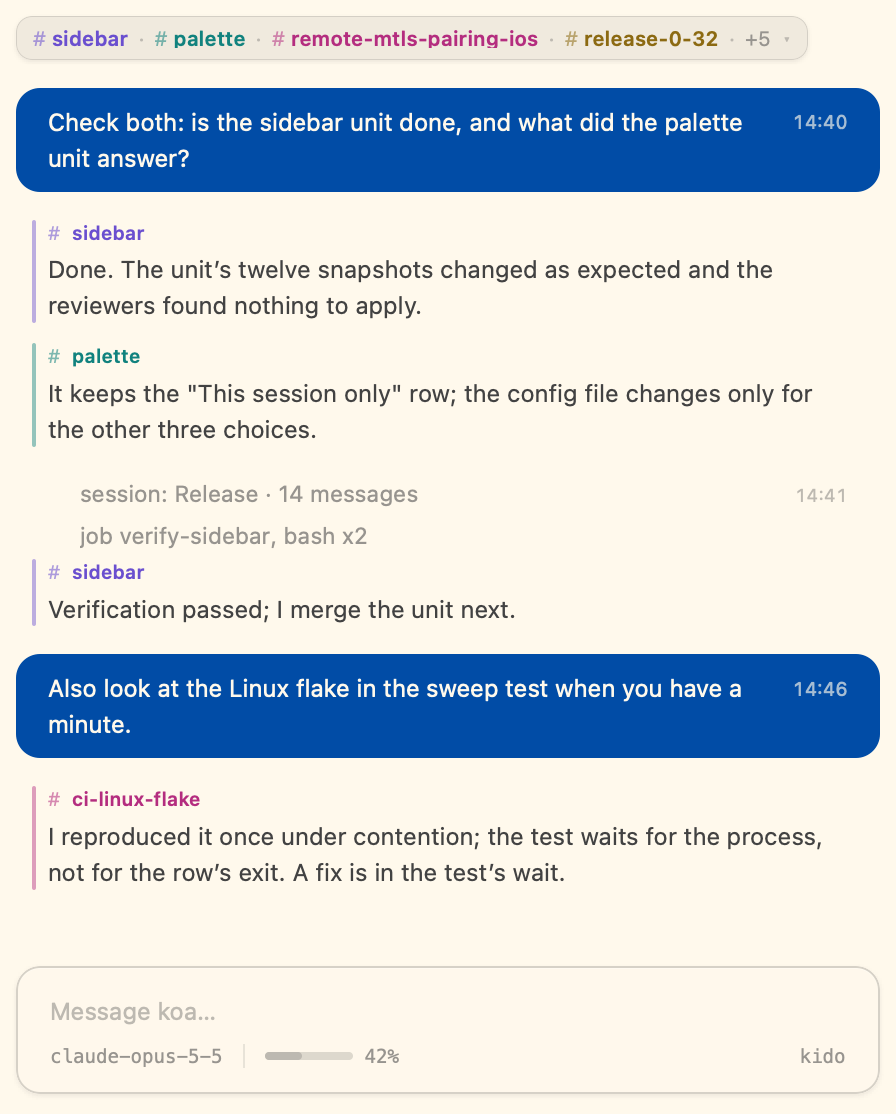 # sidebar · # palette · # remote-mtls-pairing-ios · # release-0-32 · +5 ▾
Check both: is the sidebar unit done, and what did the palette 14:40
unit answer?
# sidebar
Done. The unit’s twelve snapshots changed as expected and the
reviewers found nothing to apply.
# palette
It keeps the "This session only" row; the config file changes only for
the other three choices.
session: Release · 14 messages 14:41
job verify-sidebar, bash x2
# sidebar
Verification passed; I merge the unit next.
Also look at the Linux flake in the sweep test when you have a 14:46
minute.
# ci-linux-flake
I reproduced it once under contention; the test waits for the process,
not for the row’s exit. A fix is in the test’s wait.
Message koa…
claude-opus-5-5 42% kido